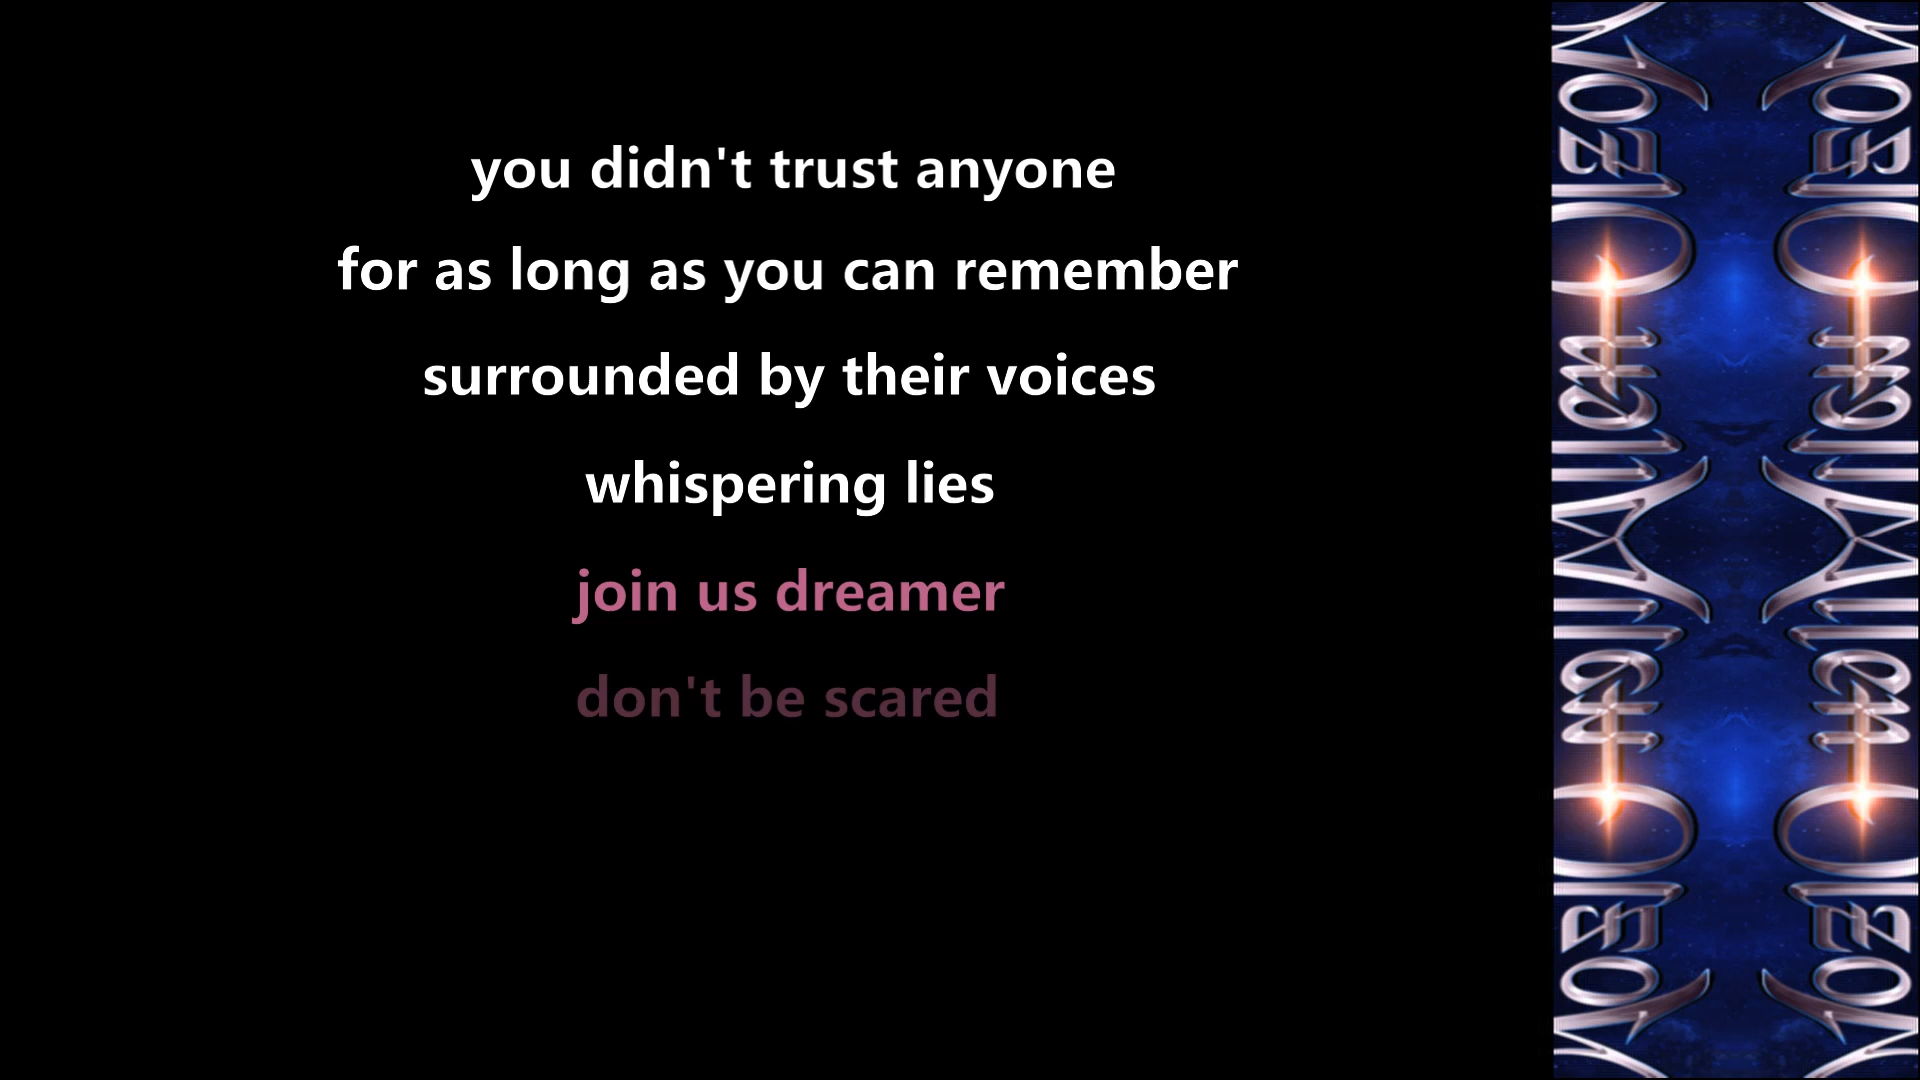 you didn't trust anyone
for as long as you can remember
surrounded by their voices
whispering lies
join us dreamer
don't be scared